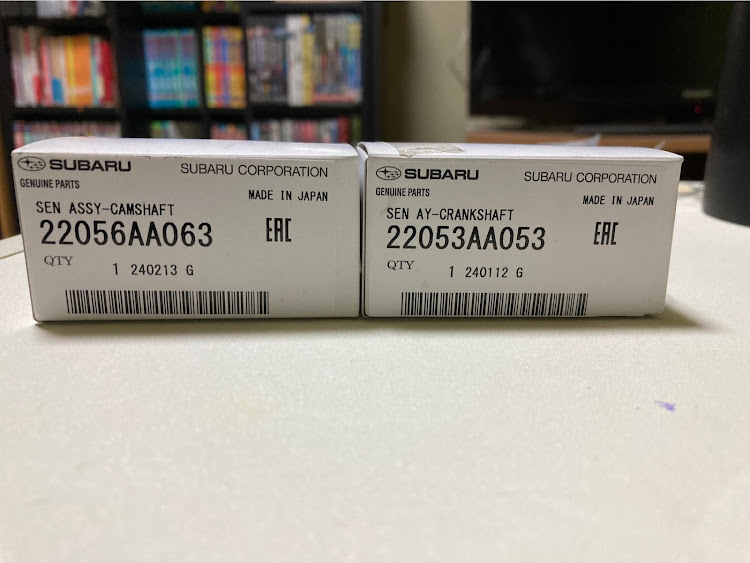 SUBARU SUBARU CORPORATION
GENUINE PARTS
MADE IN JAPAN
SEN ASSY-CAMSHAFT
22056AA063 EAC
QTY
1 240213 G
SUBARU SUBARU CORPORATION
GENUINE PARTS
MADE IN JAPAN
SEN AY-CRANKSHAFT
22053AA053 EAC
QTY
1 240112 G